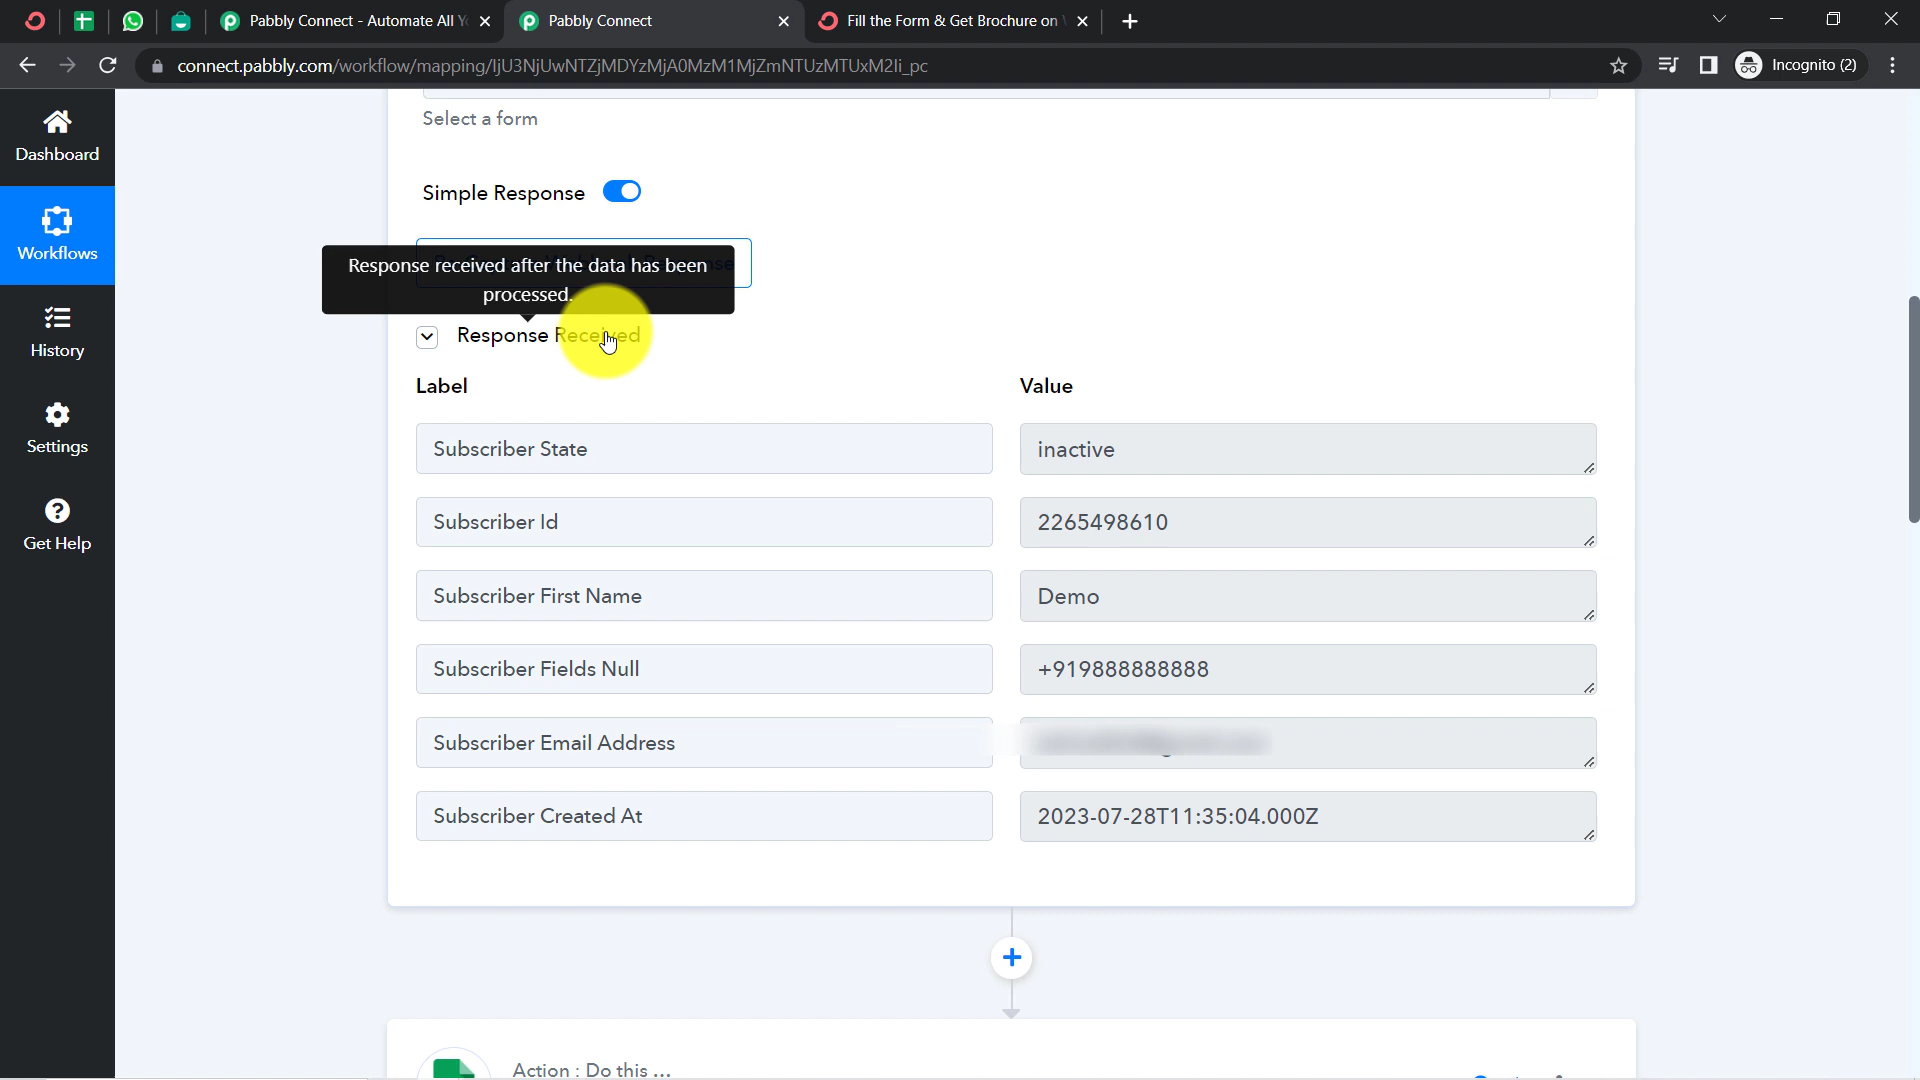 Pabbly Connect - Automate All Y
Pabbly Connect
Fill the Form & Get Brochure on
connect.pabbly.com/workflow/mapping/IjU3NjUwNTZjMDYzMjA0MzM1MjZmNTUzMTUxM2Ii_pc
Incognito (2)
Dashboard
Workflows
History
Settings
Get Help
Select a form
Simple Response
Response received after the data has been
processed.
Response Received
Label
Value
Subscriber State
inactive
Subscriber Id
2265498610
Subscriber First Name
Demo
Subscriber Fields Null
+919888888888
Subscriber Email Address
Subscriber Created At
2023-07-28T11:35:04.000Z
Action : Do this ...